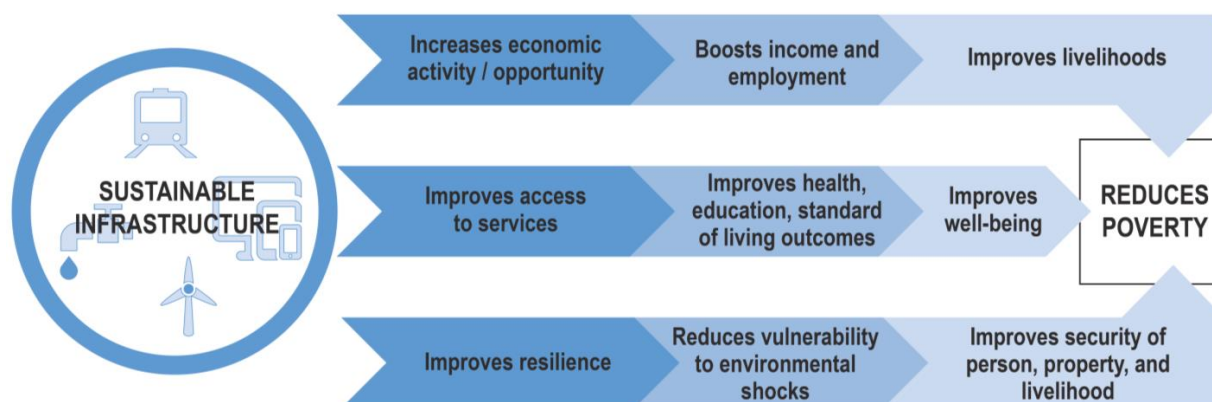 SUSTAINABLE
INFRASTRUCTURE
Increases economic
activity / opportunity
Boosts income and
employment
Improves livelihoods
Improves access
to services
Improves health,
education, standard
of living outcomes
Improves
well-being
REDUCES
POVERTY
Improves resilience
Reduces vulnerability
to environmental
shocks
Improves security of
person, property, and
livelihood